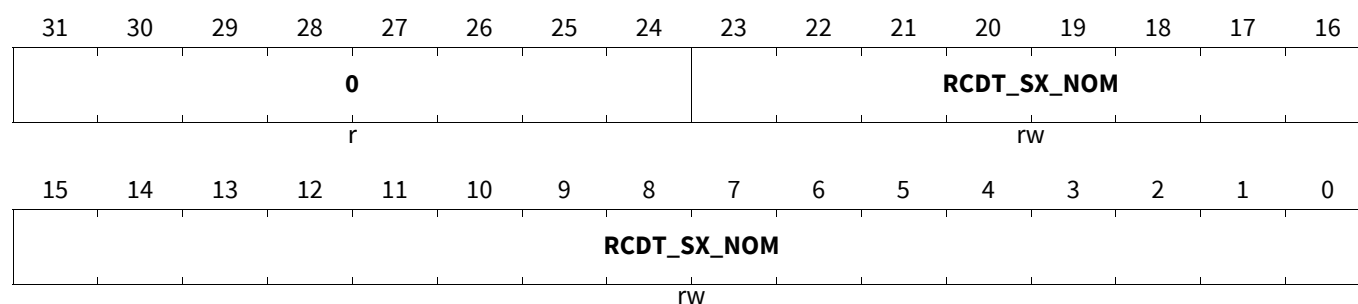 31 30 29 28 27 26 25 24 23 22 21 20 19 18 17 16
0 RCDT_SX_NOM
r rw
15 14 13 12 11 10 9 8 7 6 5 4 3 2 1 0
RCDT_SX_NOM
rw